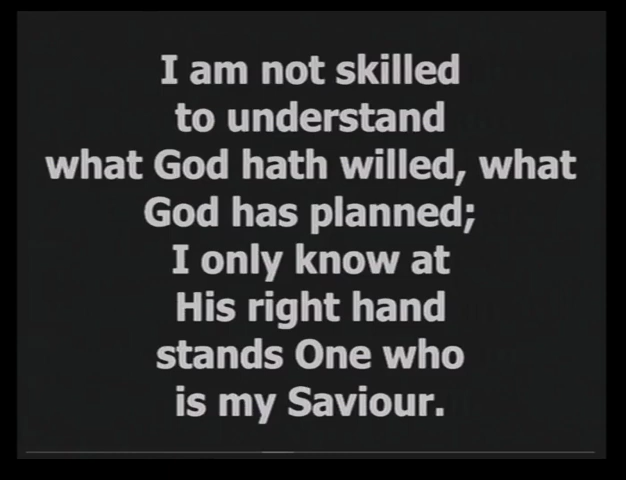 I am not skilled
to understand
what God hath willed, what
God has planned;
I only know at
His right hand
stands One who
is my Saviour.